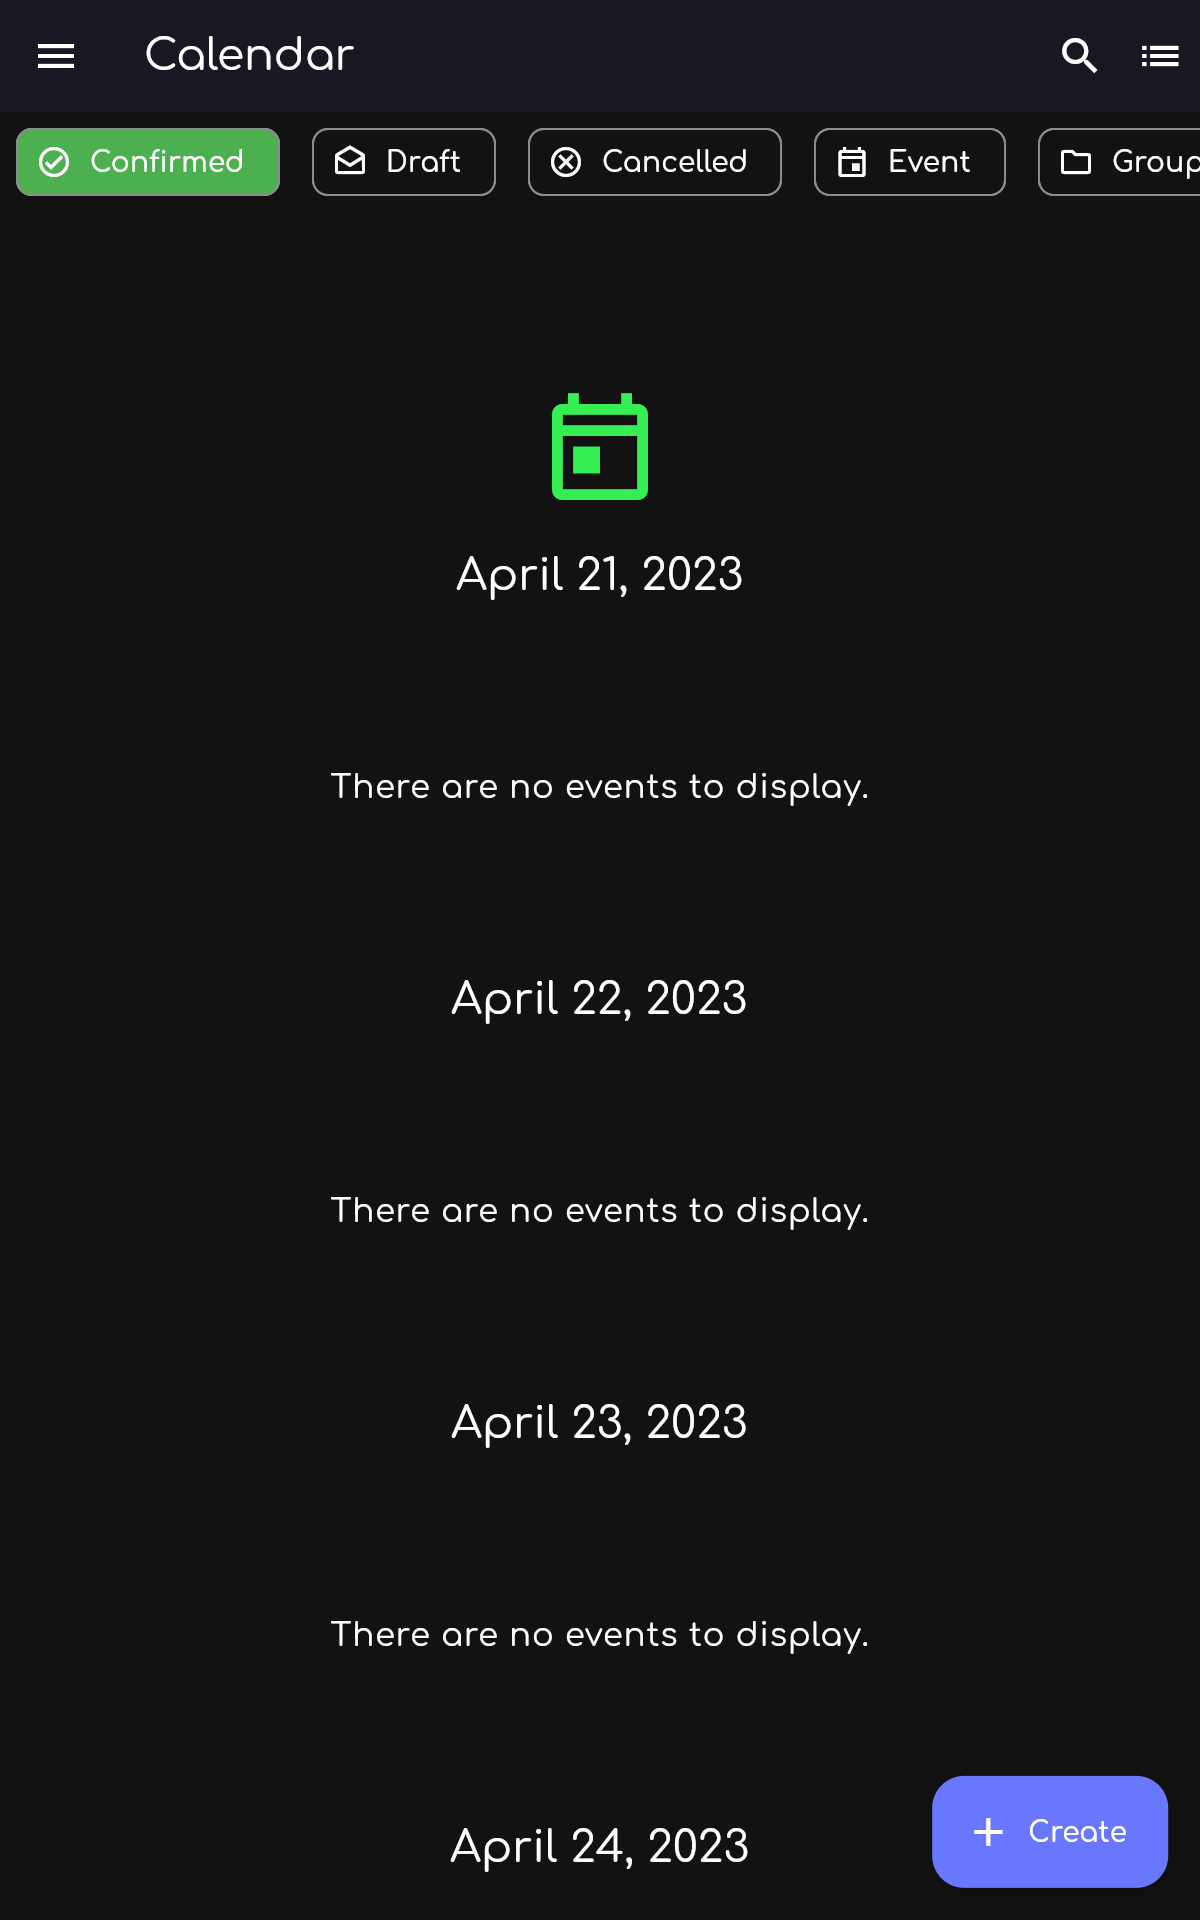 Calendar
Confirmed Draft Cancelled Event Group
April 21, 2023
There are no events to display.
April 22, 2023
There are no events to display.
April 23, 2023
There are no events to display.
April 24, 2023
Create